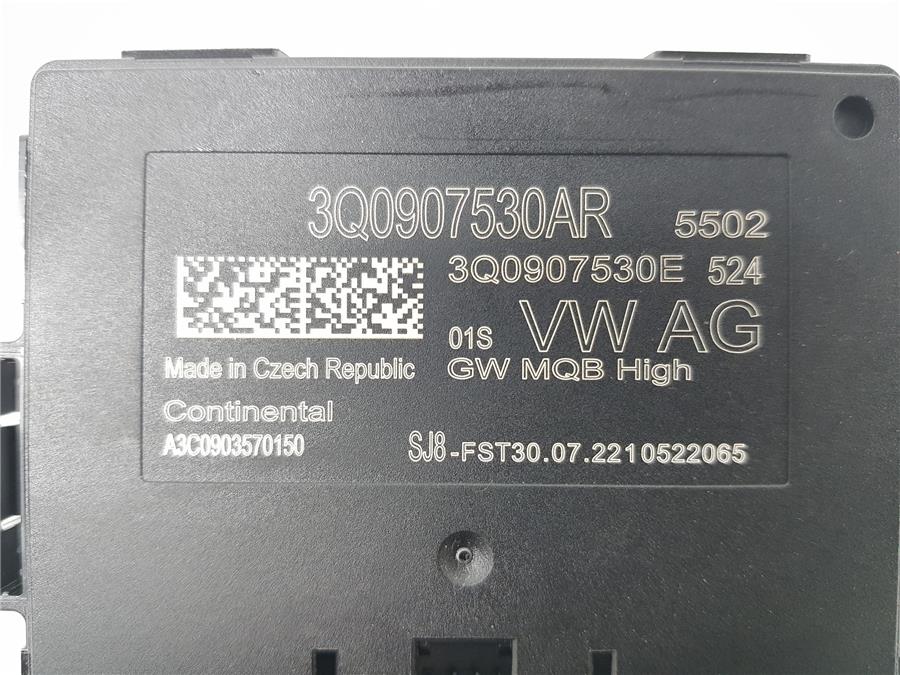 3Q0907530AR 5502
3Q0907530E 524
01S VW AG
Made in Czech Republic GW MQB High
Continental
A3C0903570150 SJ8-FST30.07.2210522065